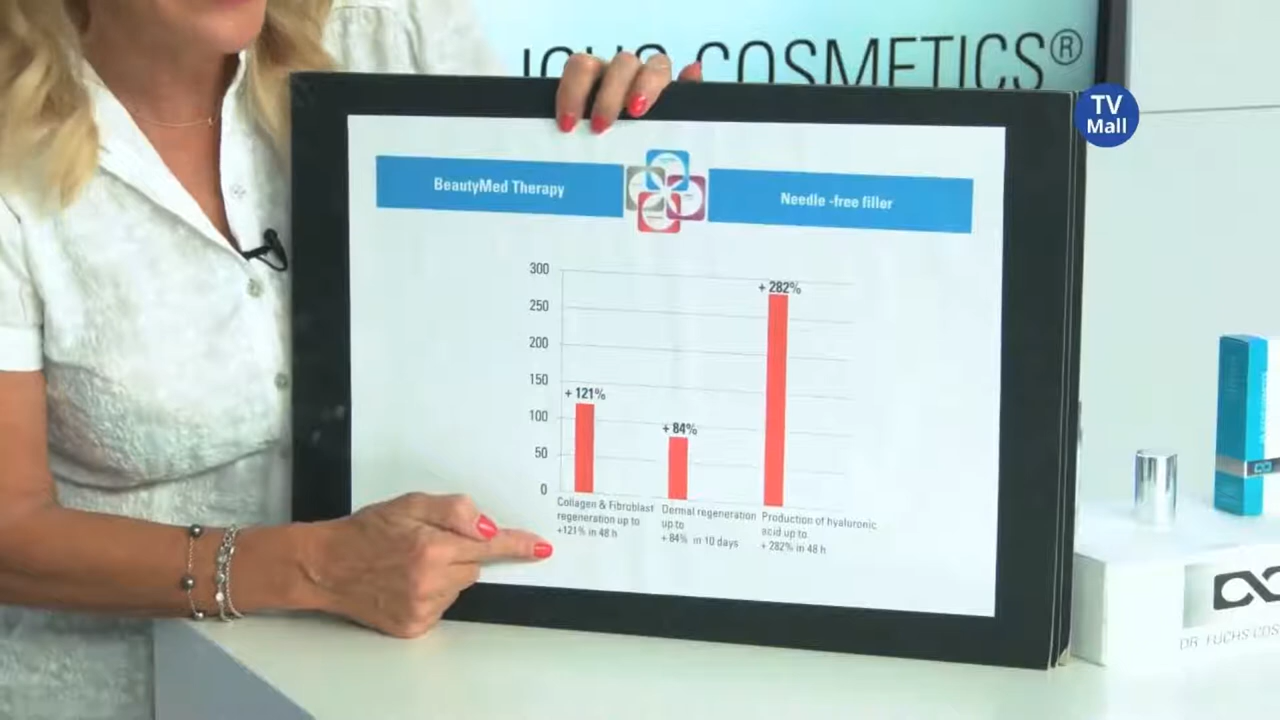 COSMETICS®
TV
Mall
BeautyMed Therapy
Needle -free filler
300
250
200
150
100
50
0
+ 121%
+ 84%
+ 282%
Collagen & Fibrublast
regeneration up to
+121% in 48 h
Dermal regeneration
up to
+ 84% in 10 days
Production of hyaluronic
acid up to
+ 282% in 48 h
DR. FUCHS COS